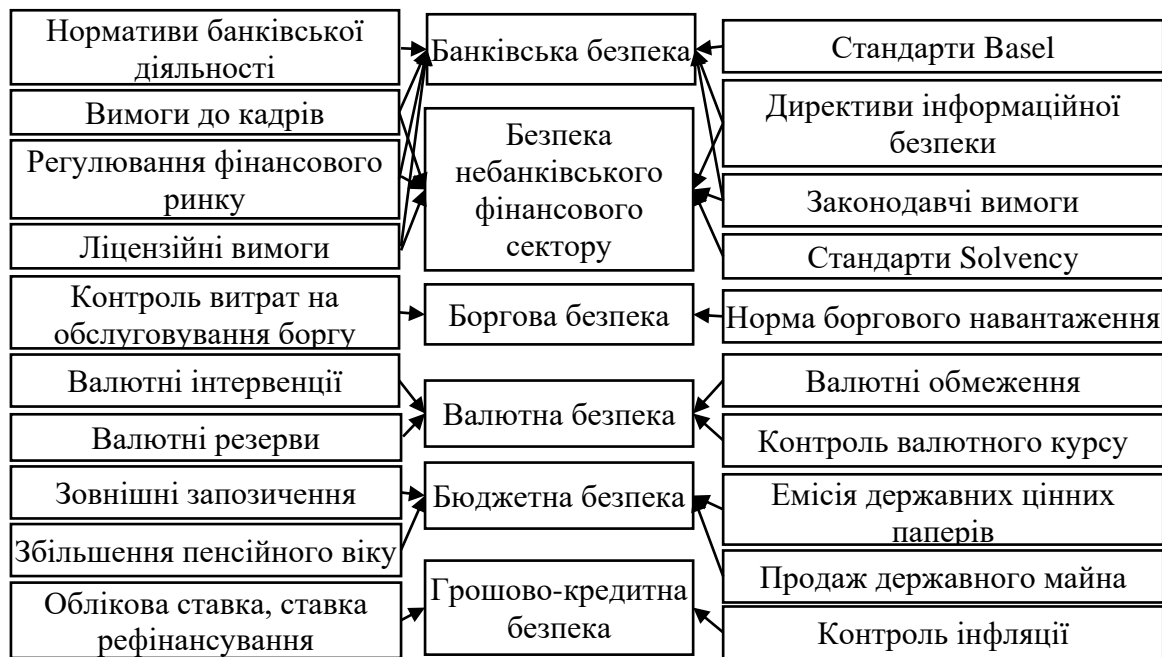 Нормативи банківської
діяльності
Вимоги до кадрів
Регулювання фінансового
ринку
Ліцензійні вимоги
Контроль витрат на
обслуговування боргу
Валютні інтервенції
Валютні резерви
Зовнішні запозичення
Збільшення пенсійного віку
Облікова ставка, ставка
рефінансування
Банківська безпека
Безпека
небанківського
фінансового
сектору
Боргова безпека
Валютна безпека
Бюджетна безпека
Грошово-кредитна
безпека
Стандарти Basel
Директиви інформаційної
безпеки
Законодавчі вимоги
Стандарти Solvency
Норма боргового навантаження
Валютні обмеження
Контроль валютного курсу
Емісія державних цінних
паперів
Продаж державного майна
Контроль інфляції